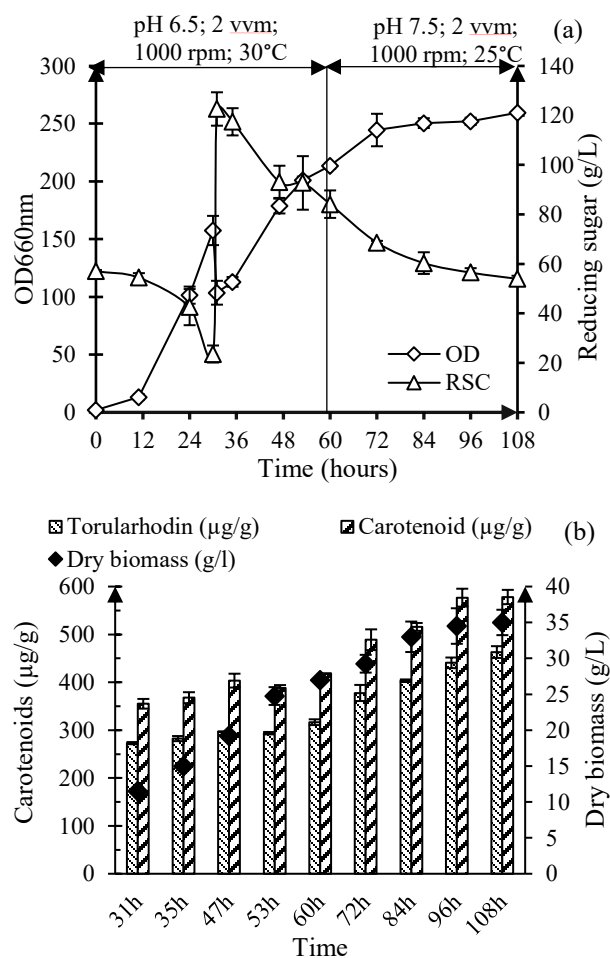 pH 6.5; 2 vvm;
1000 rpm; 30°C
pH 7.5; 2 vvm;
1000 rpm; 25°C
(a)
300
250
200
150
100
50
0
OD660nm
140
120
100
80
60
40
20
0
Reducing sugar (g/L)
OD
RSC
0 12 24 36 48 60 72 84 96 108
Time (hours)
Torularhodin (µg/g) Carotenoid (µg/g)
Dry biomass (g/l)
(b)
600
500
400
300
200
100
0
Carotenoids (µg/g)
40
35
30
25
20
15
10
5
0
Dry biomass (g/L)
31h 35h 47h 53h 60h 72h 84h 96h 108h
Time